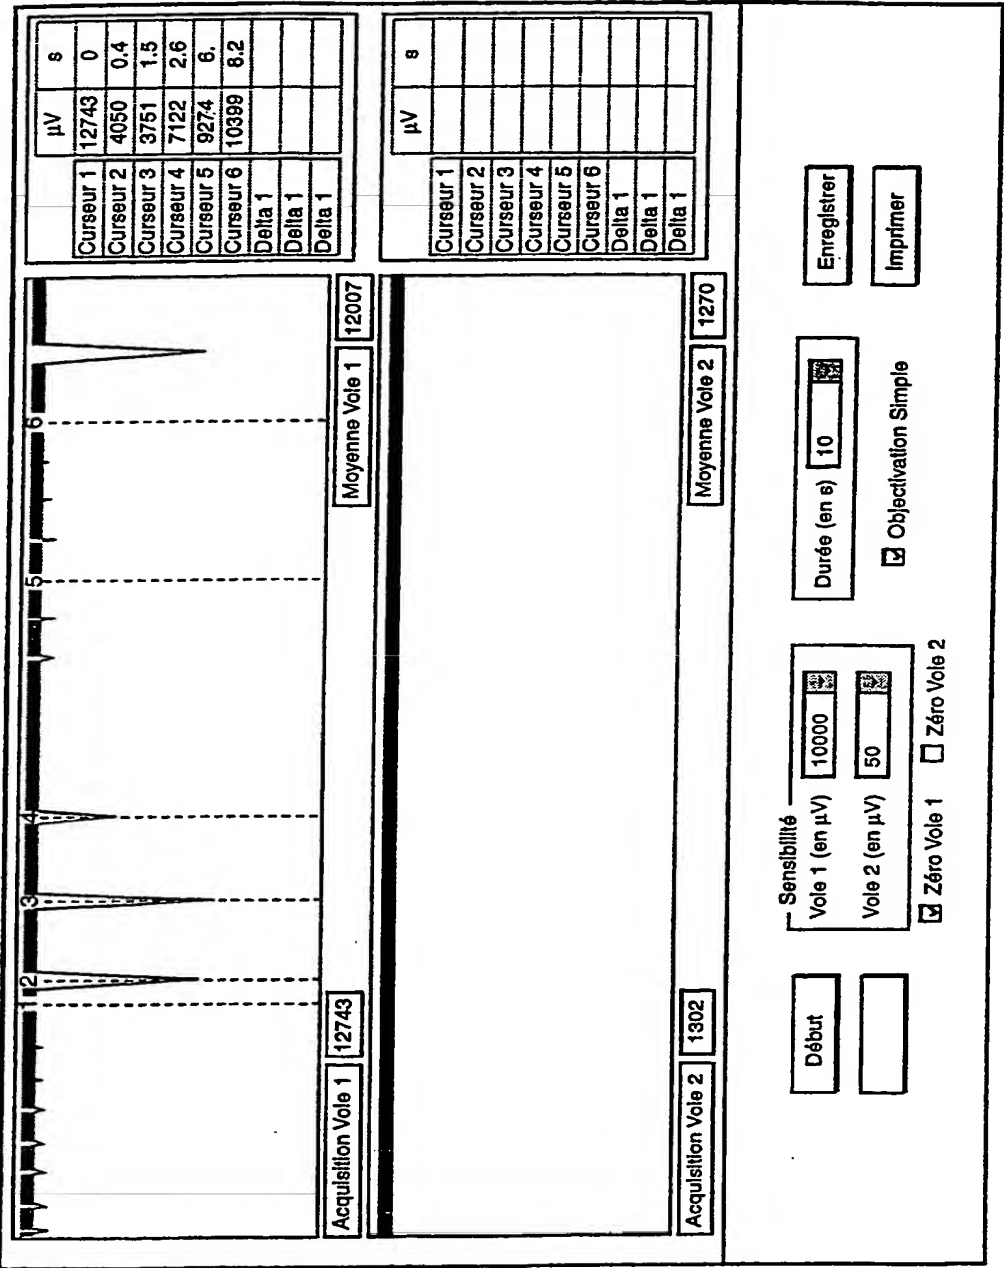 1 2 3 4 5 6
µV s
Curseur 1 12743 0
Curseur 2 4050 0.4
Curseur 3 3751 1.5
Curseur 4 7122 2.6
Curseur 5 9274 6.
Curseur 6 10399 8.2
Delta 1
Delta 1
Delta 1
Acquisition Voie 1 12743
Moyenne Voie 1 12007
µV s
Curseur 1
Curseur 2
Curseur 3
Curseur 4
Curseur 5
Curseur 6
Delta 1
Delta 1
Delta 1
Acquisition Voie 2 1302
Moyenne Voie 2 1270
Début
Sensibilité
Voie 1 (en µV) 10000
Voie 2 (en µV) 50
Zéro Voie 1
Zéro Voie 2
Durée (en s) 10
Objectivation Simple
Enregistrer
Imprimer